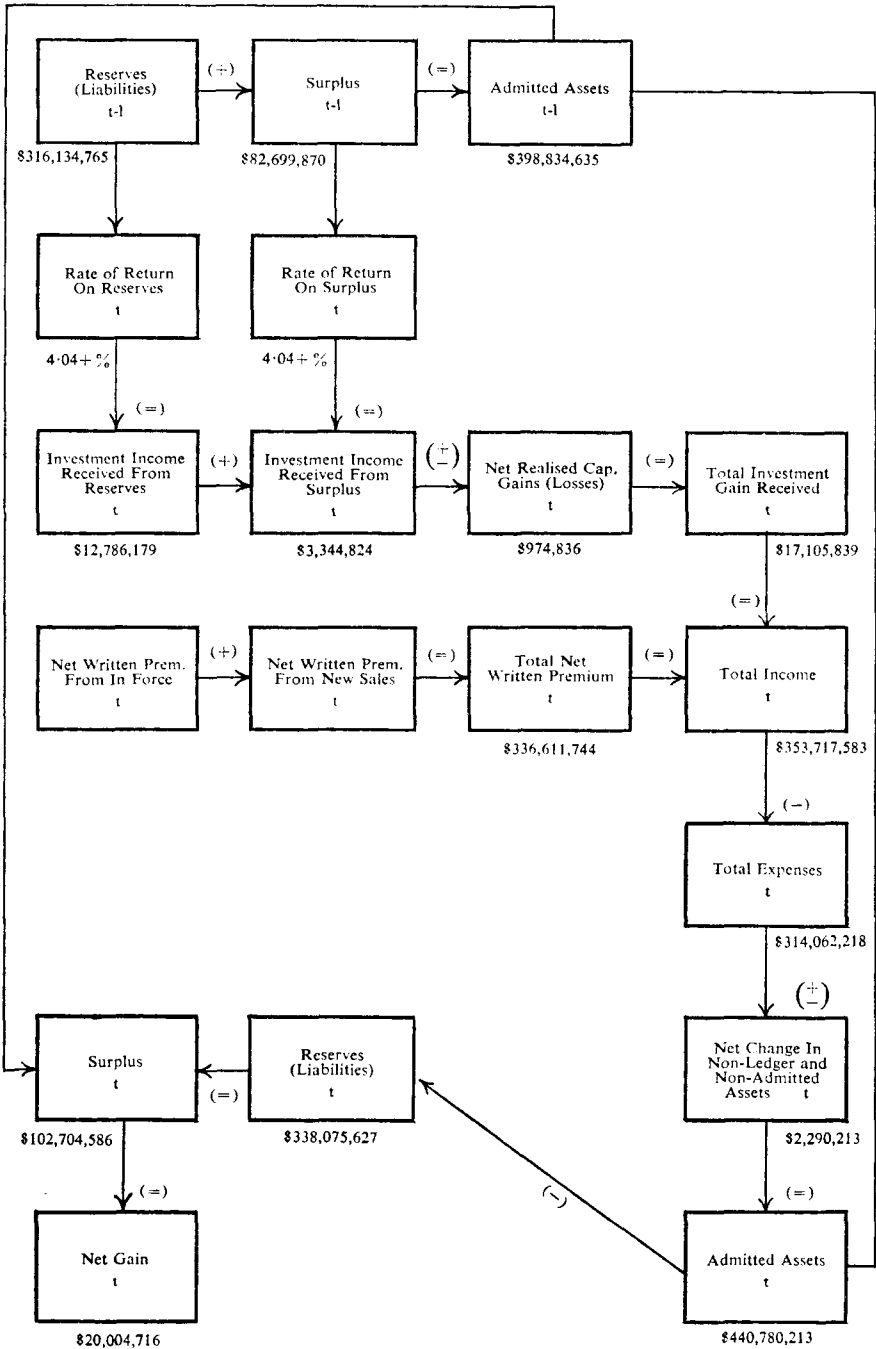 Reserves
(Liabilities)
t-1
(+)
Surplus
t-1
(=)
Admitted Assets
t-1
$316,134,765
$82,699,870
$398,834,635
Rate of Return
On Reserves
t
Rate of Return
On Surplus
t
4·04+%
4·04+%
(=)
(=)
Investment Income
Received From
Reserves
t
(+)
Investment Income
Received From
Surplus
t
(±)
Net Realised Cap.
Gains (Losses)
t
(=)
Total Investment
Gain Received
t
$12,786,179
$3,344,824
$974,836
$17,105,839
(=)
Net Written Prem.
From In Force
t
(+)
Net Written Prem.
From New Sales
t
(=)
Total Net
Written Premium
t
(=)
Total Income
t
$336,611,744
$353,717,583
(−)
Total Expenses
t
$314,062,218
(±)
Surplus
t
(=)
Reserves
(Liabilities)
t
Net Change In
Non-Ledger and
Non-Admitted
Assets t
$102,704,586
$338,075,627
$2,290,213
(=)
(−)
(=)
Net Gain
t
Admitted Assets
t
$20,004,716
$440,780,213